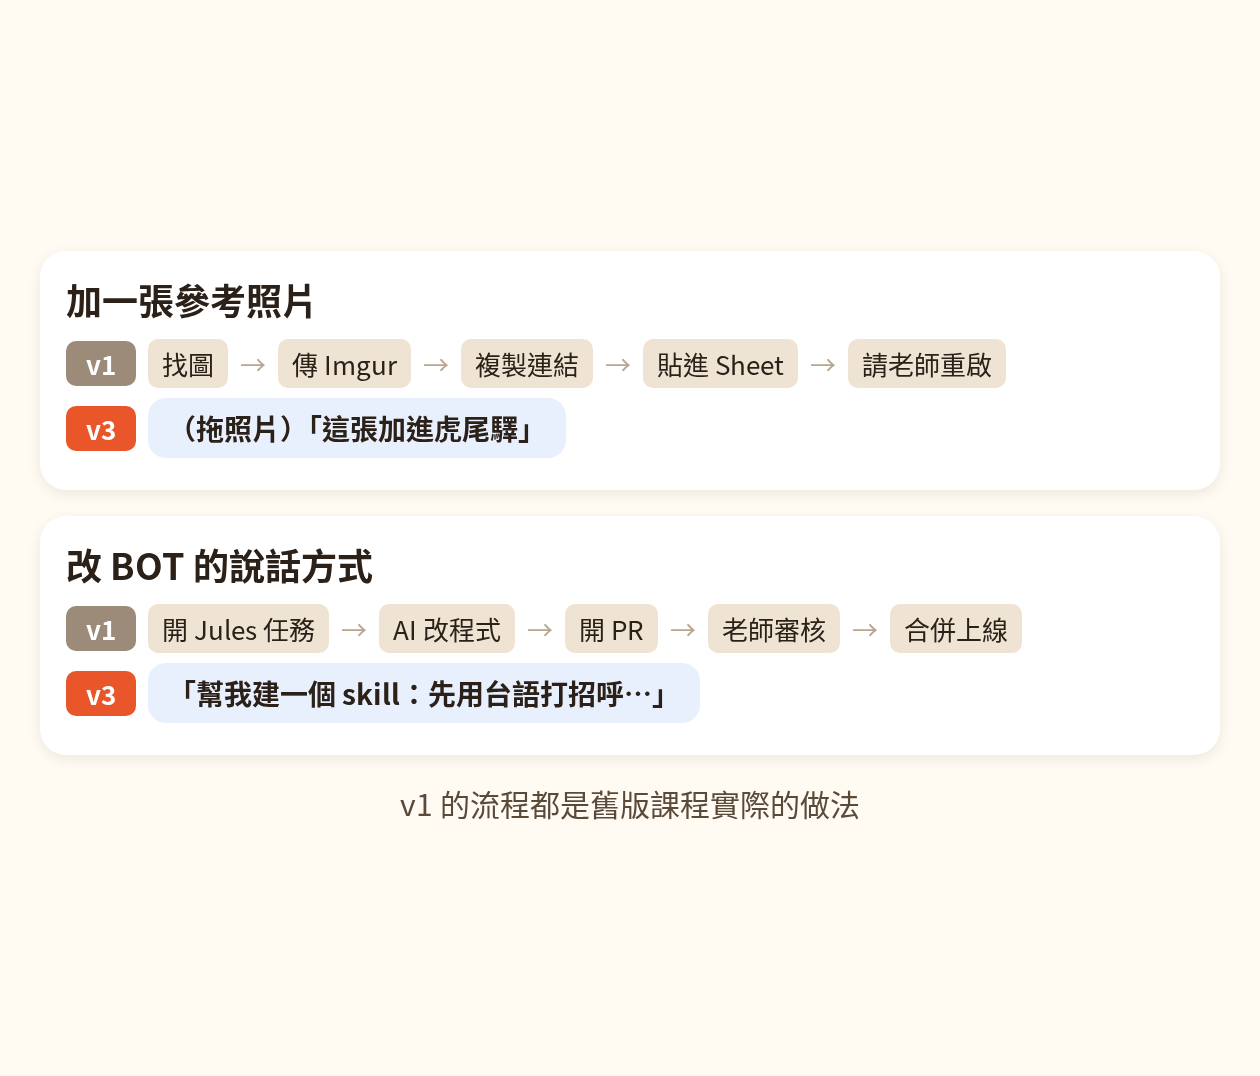 加一張參考照片
v1 找圖 → 傳 Imgur → 複製連結 → 貼進 Sheet → 請老師重啟
v3 （拖照片）「這張加進虎尾驛」
改 BOT 的說話方式
v1 開 Jules 任務 → AI 改程式 → 開 PR → 老師審核 → 合併上線
v3 「幫我建一個 skill：先用台語打招呼…」
v1 的流程都是舊版課程實際的做法